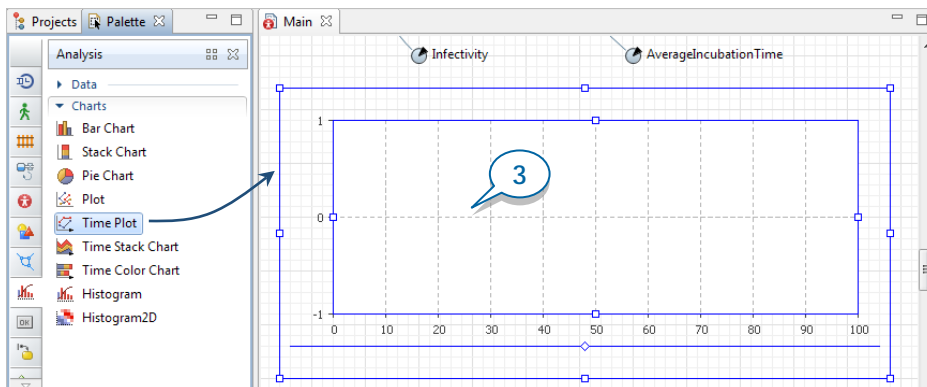 Projects
Palette
Analysis
Data
Charts
Bar Chart
Stack Chart
Pie Chart
Plot
Time Plot
Time Stack Chart
Time Color Chart
Histogram
Histogram2D
OK
Main
Infectivity
AverageIncubationTime
3
1
0
-1
0 10 20 30 40 50 60 70 80 90 100